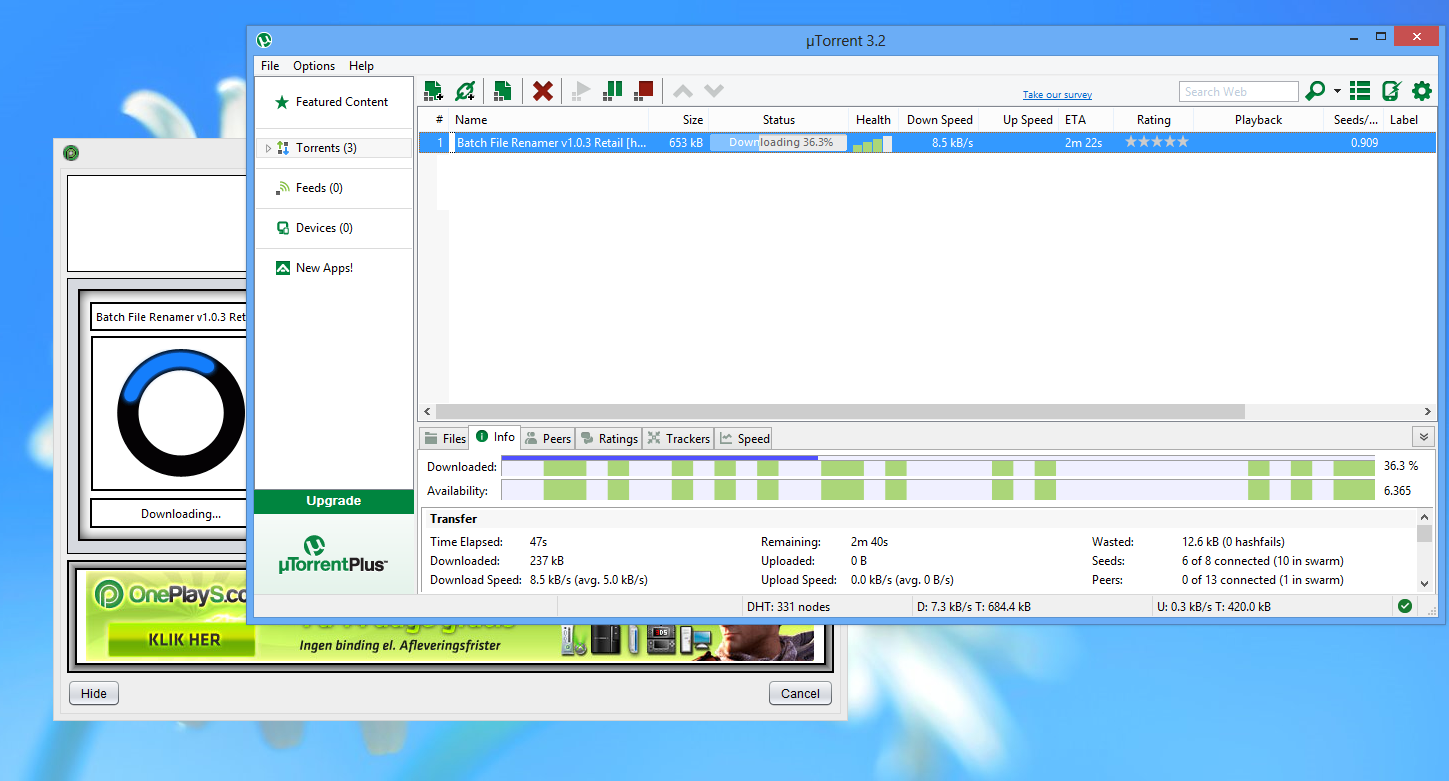 µTorrent 3.2
File Options Help
Featured Content
Torrents (3)
Feeds (0)
Devices (0)
New Apps!
Upgrade
µTorrentPlus
Take our survey
Search Web
# Name Size Status Health Down Speed Up Speed ETA Rating Playback Seeds/... Label
1 Batch File Renamer v1.0.3 Retail [h... 653 kB Downloading 36.3% 8.5 kB/s 2m 22s 0.909
Files Info Peers Ratings Trackers Speed
Downloaded: 36.3 %
Availability: 6.365
Transfer
Time Elapsed: 47s Remaining: 2m 40s Wasted: 12.6 kB (0 hashfails)
Downloaded: 237 kB Uploaded: 0 B Seeds: 6 of 8 connected (10 in swarm)
Download Speed: 8.5 kB/s (avg. 5.0 kB/s) Upload Speed: 0.0 kB/s (avg. 0 B/s) Peers: 0 of 13 connected (1 in swarm)
DHT: 331 nodes D: 7.3 kB/s T: 684.4 kB U: 0.3 kB/s T: 420.0 kB
Batch File Renamer v1.0.3 Ret
Downloading...
OnePlayS.co
KLIK HER
Ingen binding el. Afleveringsfrister
Hide Cancel